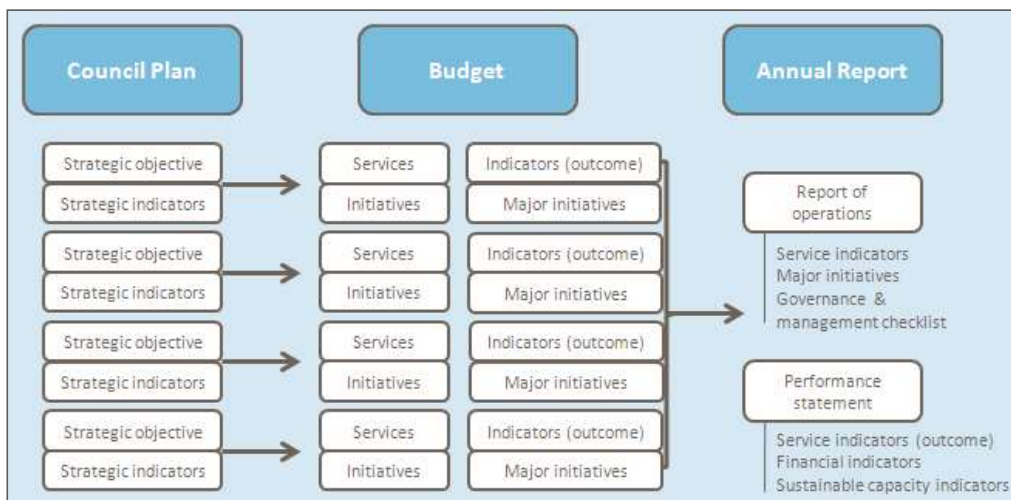 Council Plan
Budget
Annual Report
Strategic objective
Strategic indicators
Services
Initiatives
Indicators (outcome)
Major initiatives
Strategic objective
Strategic indicators
Services
Initiatives
Indicators (outcome)
Major initiatives
Strategic objective
Strategic indicators
Services
Initiatives
Indicators (outcome)
Major initiatives
Strategic objective
Strategic indicators
Services
Initiatives
Indicators (outcome)
Major initiatives
Report of
operations
Service indicators
Major initiatives
Governance &
management checklist
Performance
statement
Service indicators (outcome)
Financial indicators
Sustainable capacity indicators